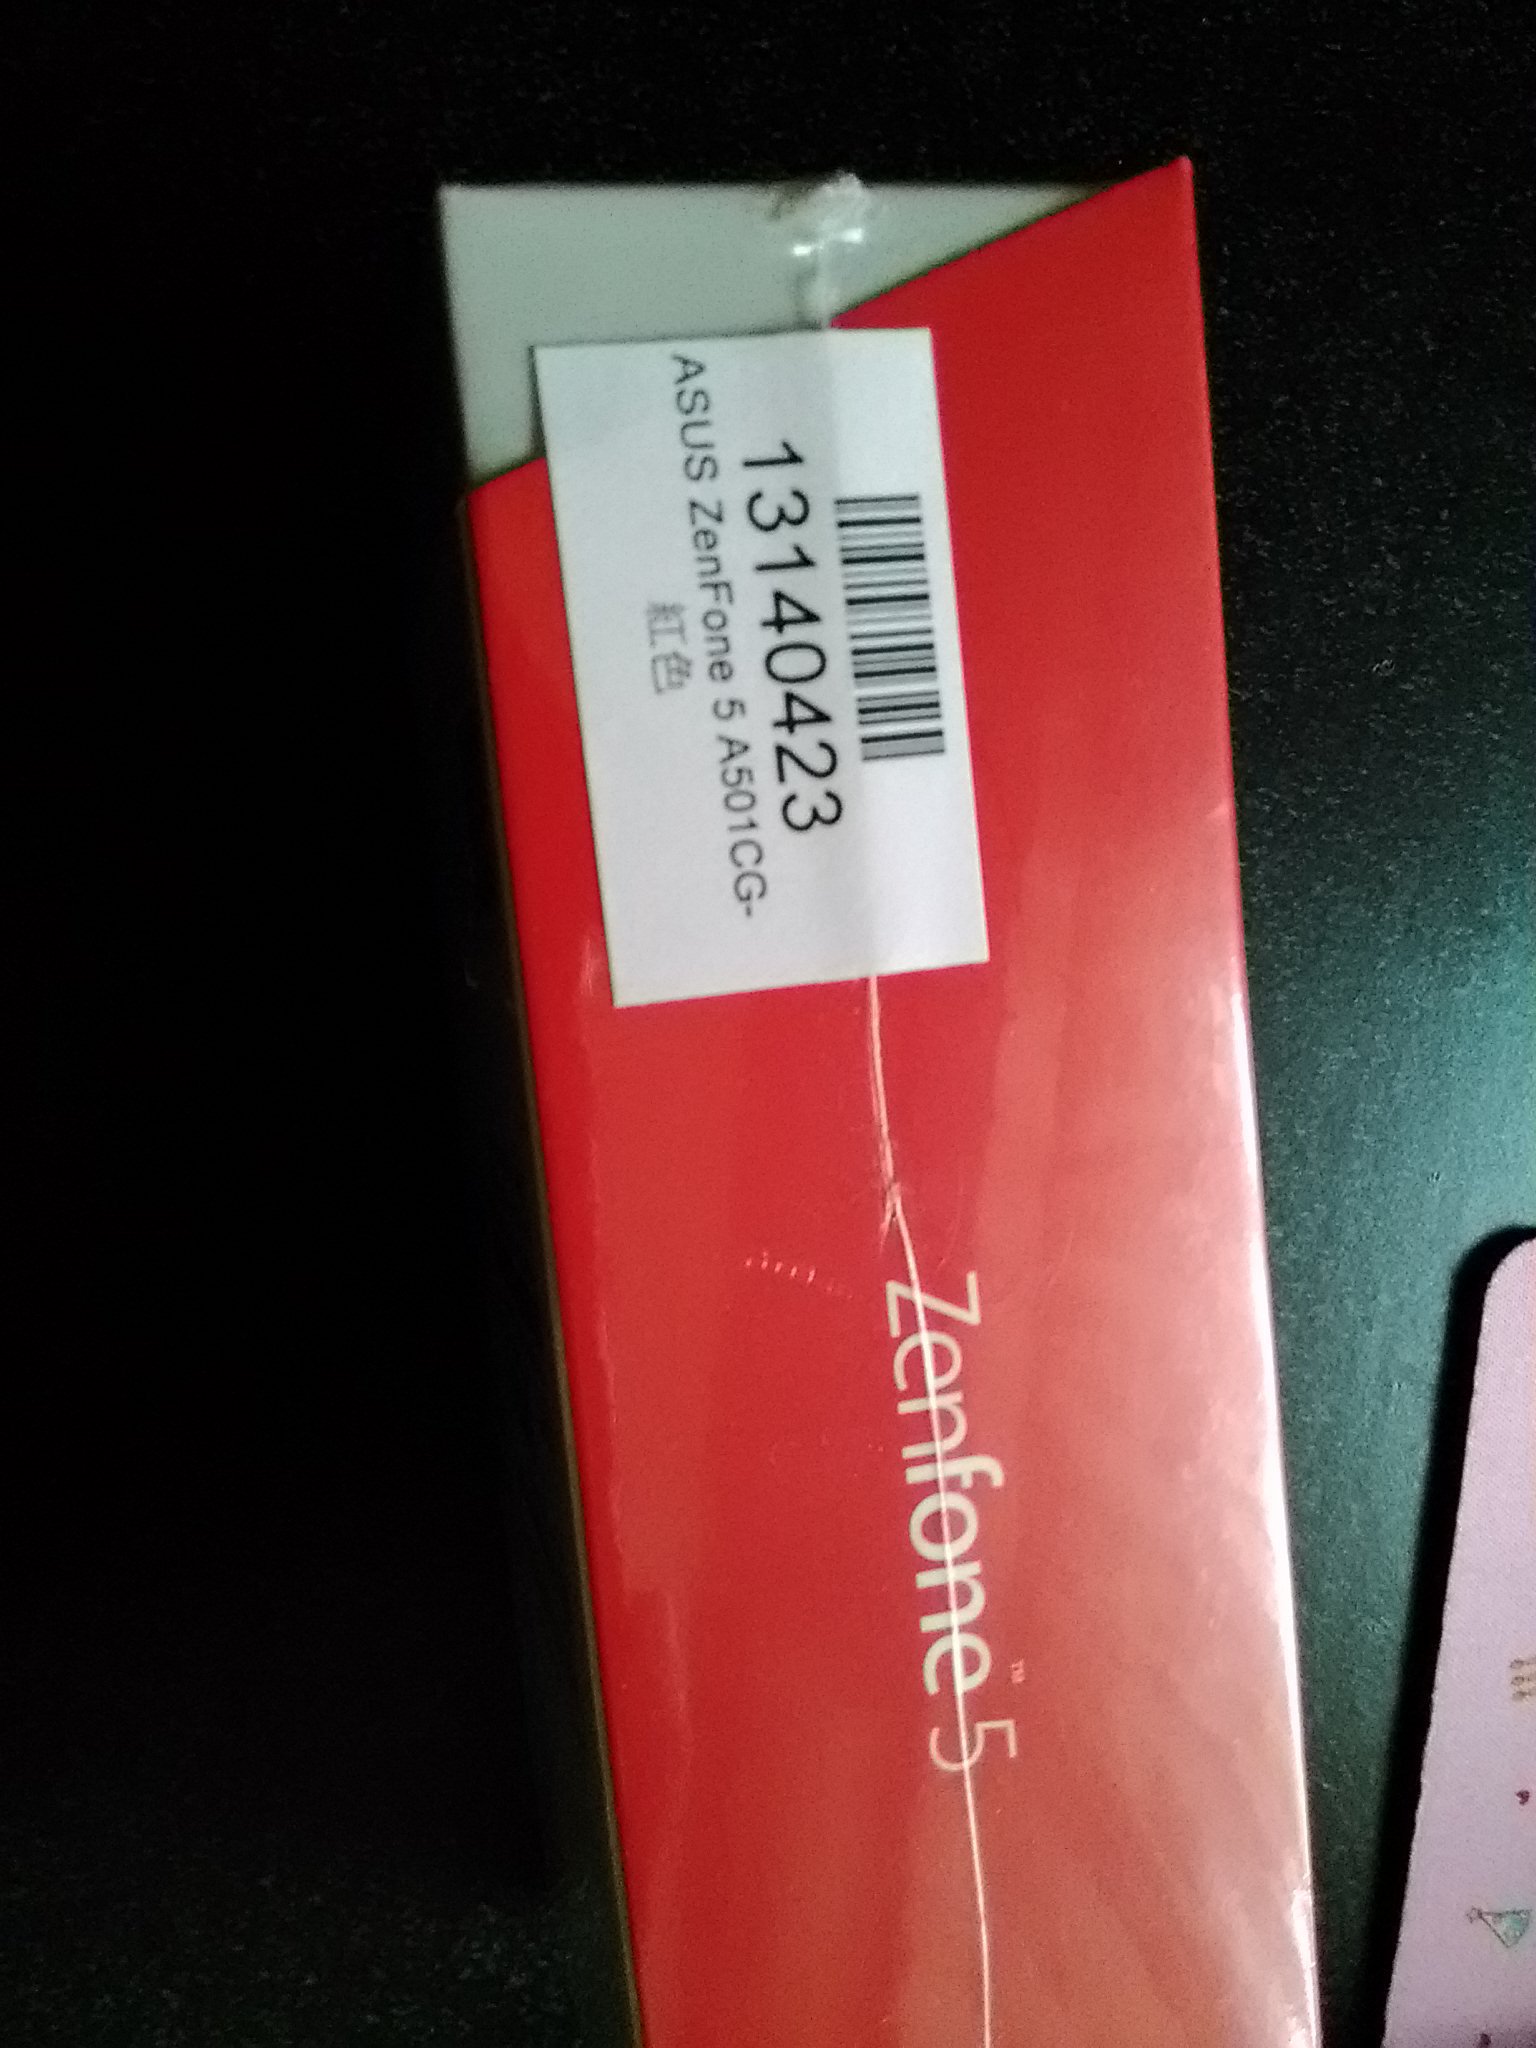 13140423
ASUS ZenFone 5 A501CG-
紅色
Zenfone™ 5